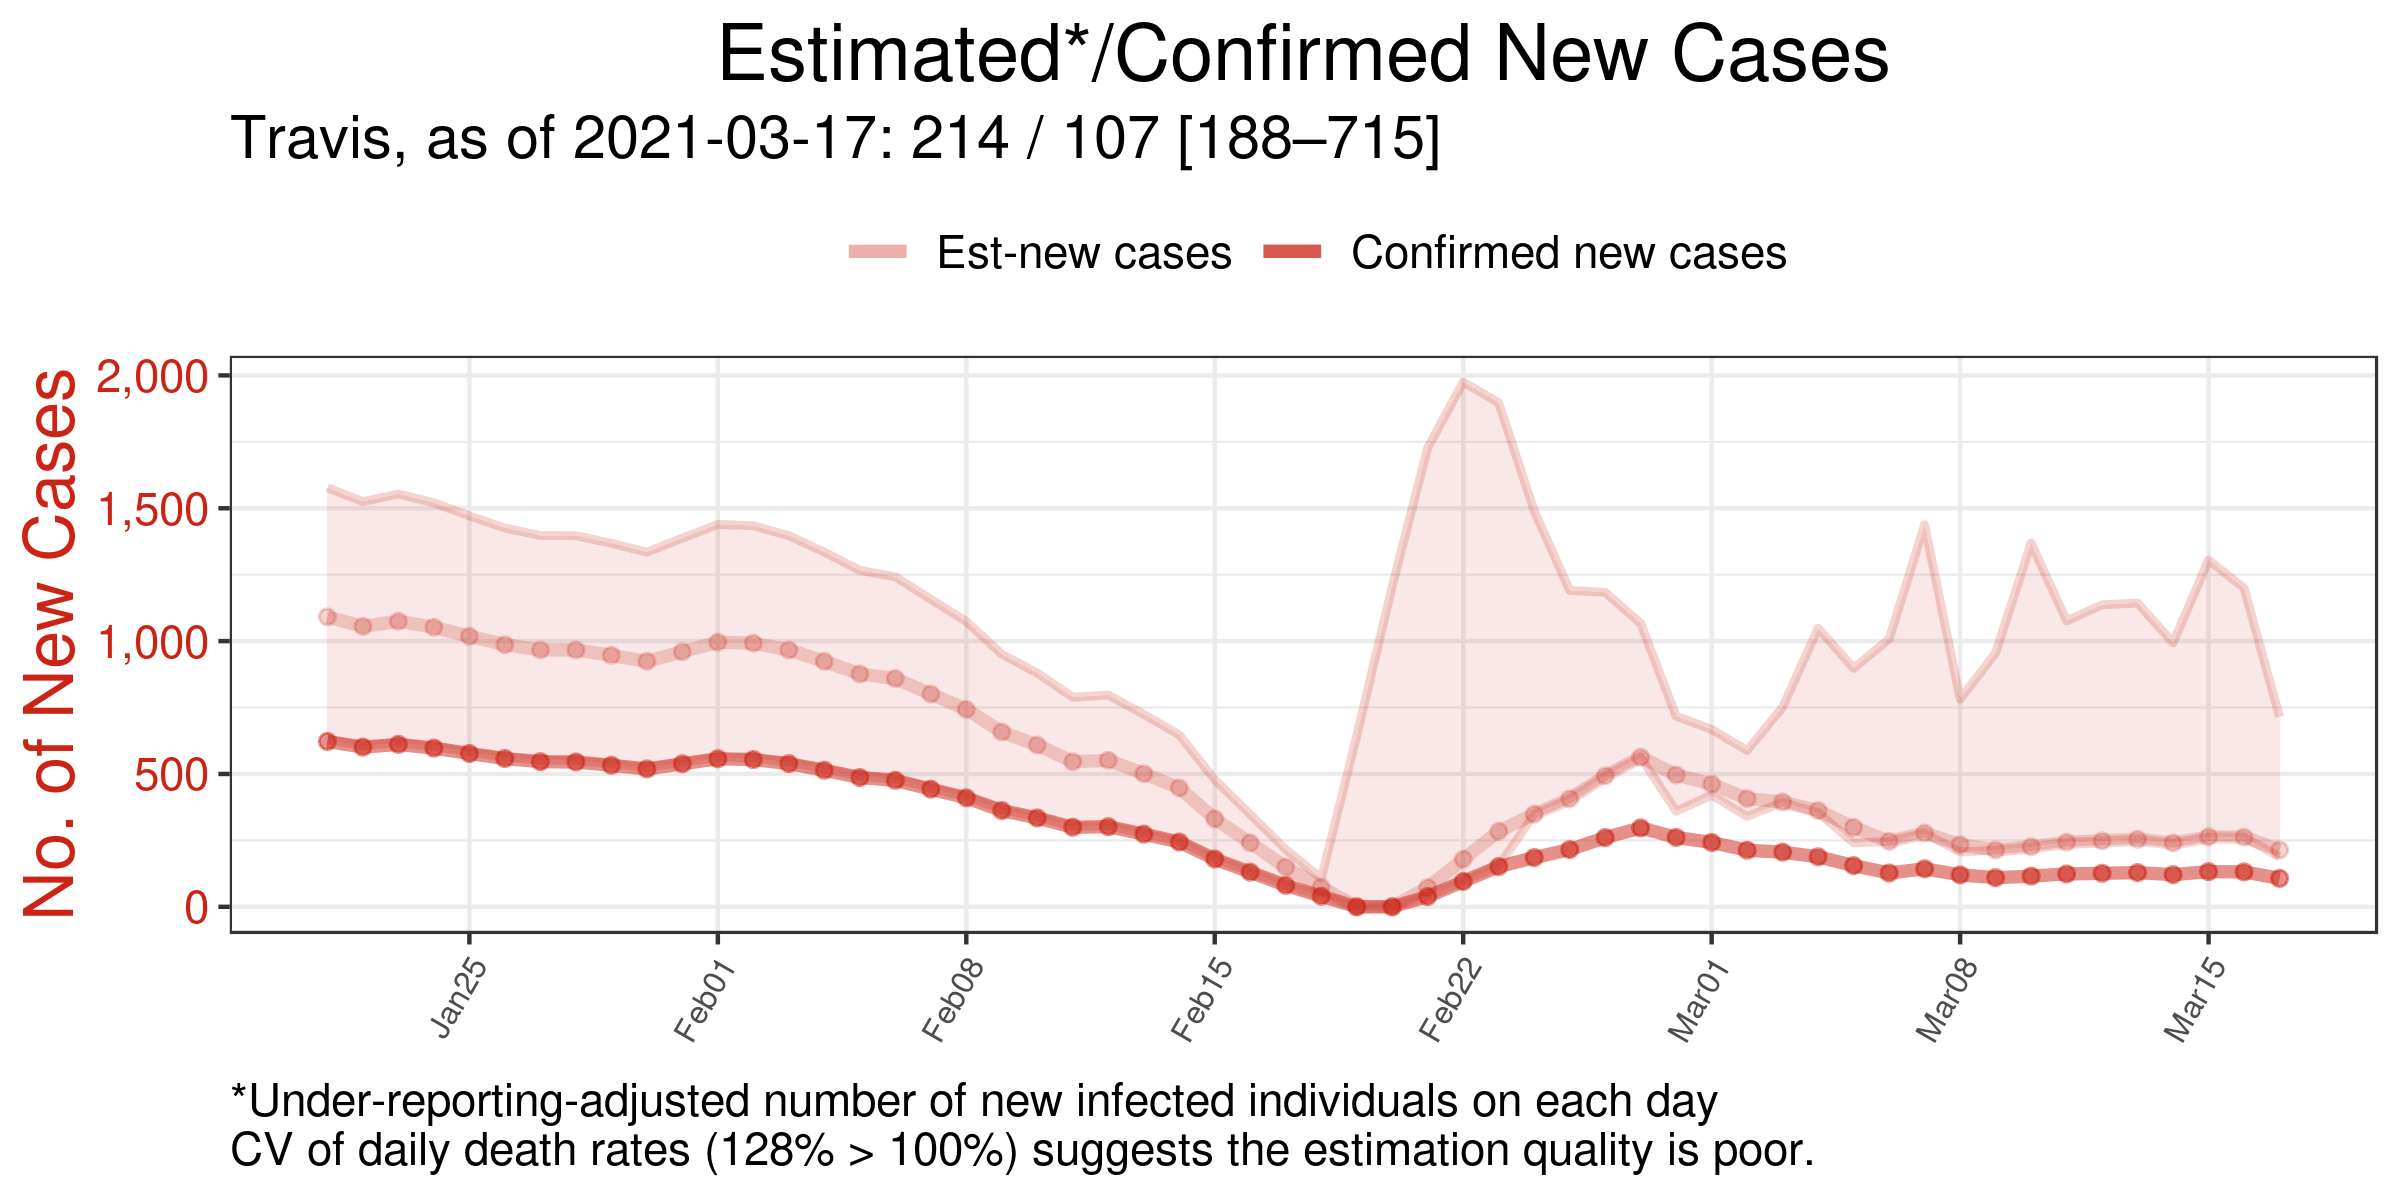 Estimated*/Confirmed New Cases
Travis, as of 2021-03-17: 214 / 107 [188–715]
Est-new cases Confirmed new cases
No. of New Cases
2,000
1,500
1,000
500
0
Jan25 Feb01 Feb08 Feb15 Feb22 Mar01 Mar08 Mar15
*Under-reporting-adjusted number of new infected individuals on each day
CV of daily death rates (128% > 100%) suggests the estimation quality is poor.